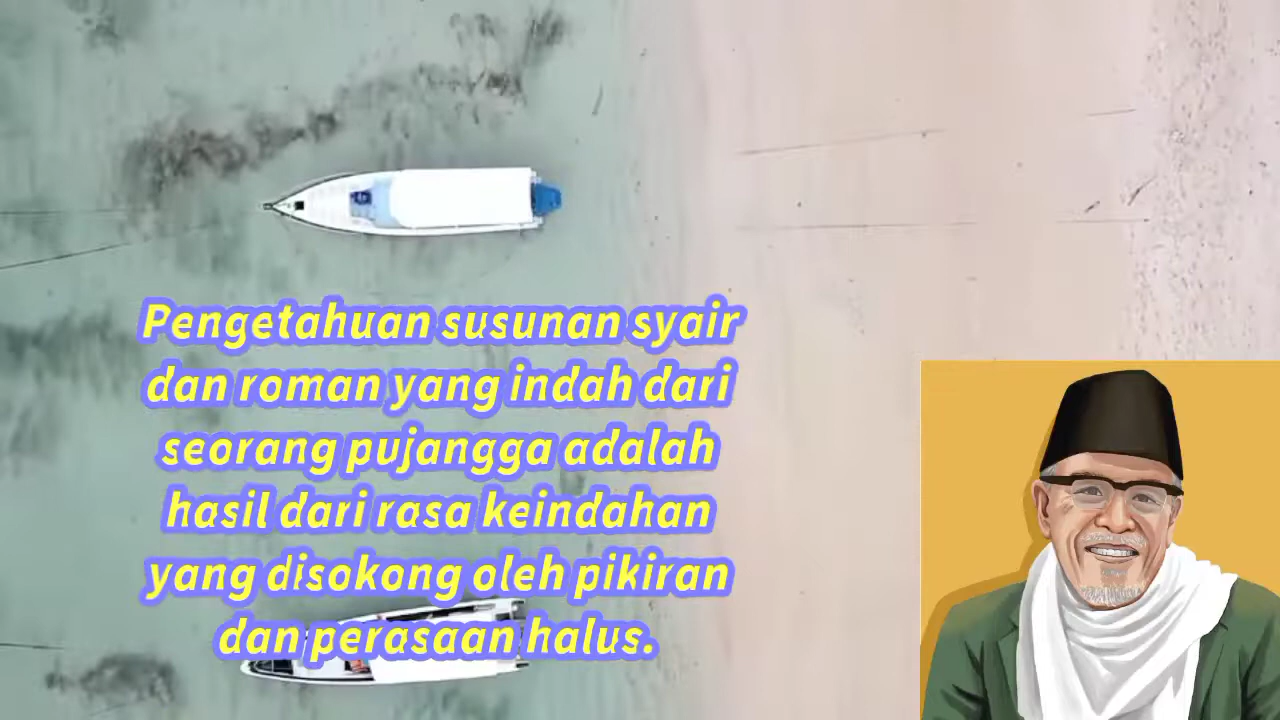 Pengetahuan susunan syair
dan roman yang indah dari
seorang pujangga adalah
hasil dari rasa keindahan
yang disokong oleh pikiran
dan perasaan halus.